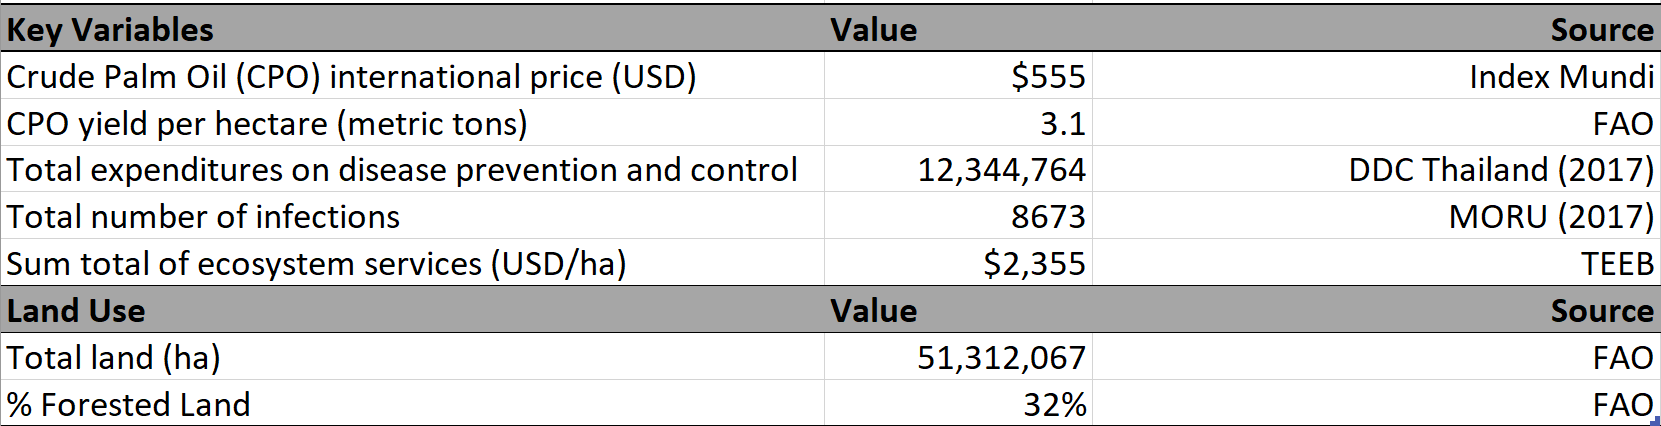 Key Variables Value Source
Crude Palm Oil (CPO) international price (USD) $555 Index Mundi
CPO yield per hectare (metric tons) 3.1 FAO
Total expenditures on disease prevention and control 12,344,764 DDC Thailand (2017)
Total number of infections 8673 MORU (2017)
Sum total of ecosystem services (USD/ha) $2,355 TEEB
Land Use Value Source
Total land (ha) 51,312,067 FAO
% Forested Land 32% FAO